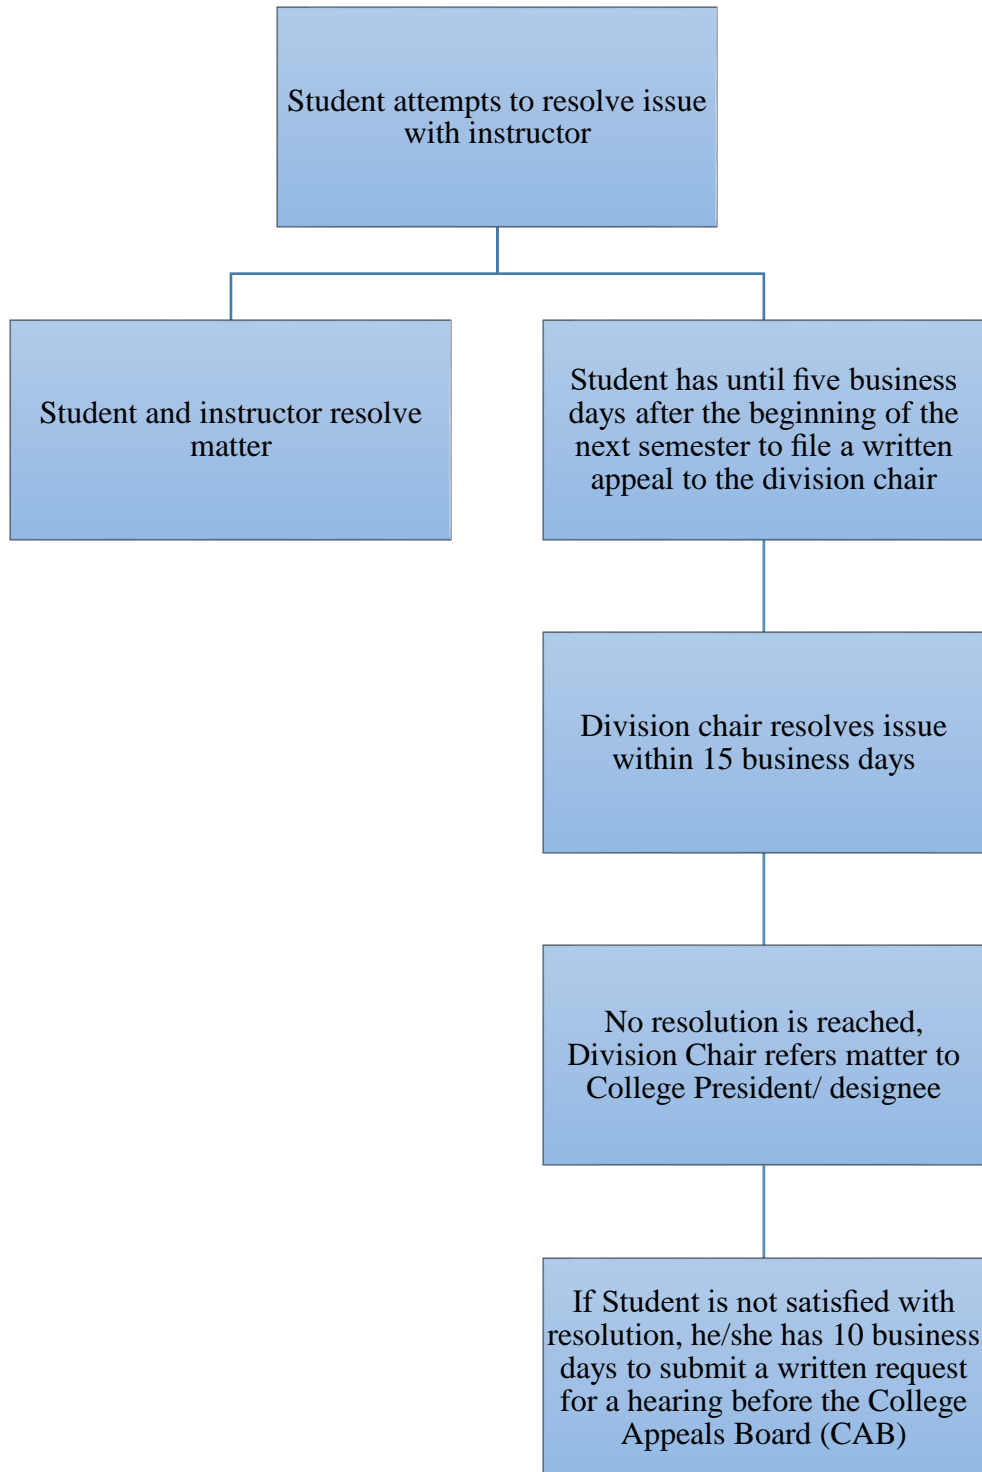 Student attempts to resolve issue
with instructor
Student and instructor resolve
matter
Student has until five business
days after the beginning of the
next semester to file a written
appeal to the division chair
Division chair resolves issue
within 15 business days
No resolution is reached,
Division Chair refers matter to
College President/ designee
If Student is not satisfied with
resolution, he/she has 10 business
days to submit a written request
for a hearing before the College
Appeals Board (CAB)